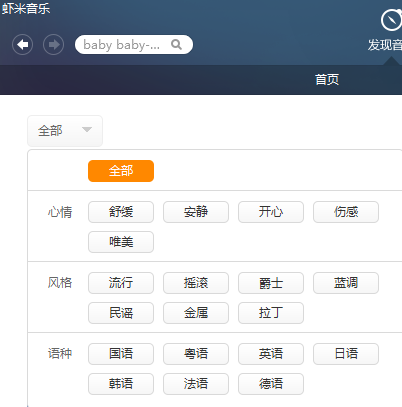 虾米音乐
baby baby-...
发现音
首页
全部
全部
心情 舒缓 安静 开心 伤感
唯美
风格 流行 摇滚 爵士 蓝调
民谣 金属 拉丁
语种 国语 粤语 英语 日语
韩语 法语 德语